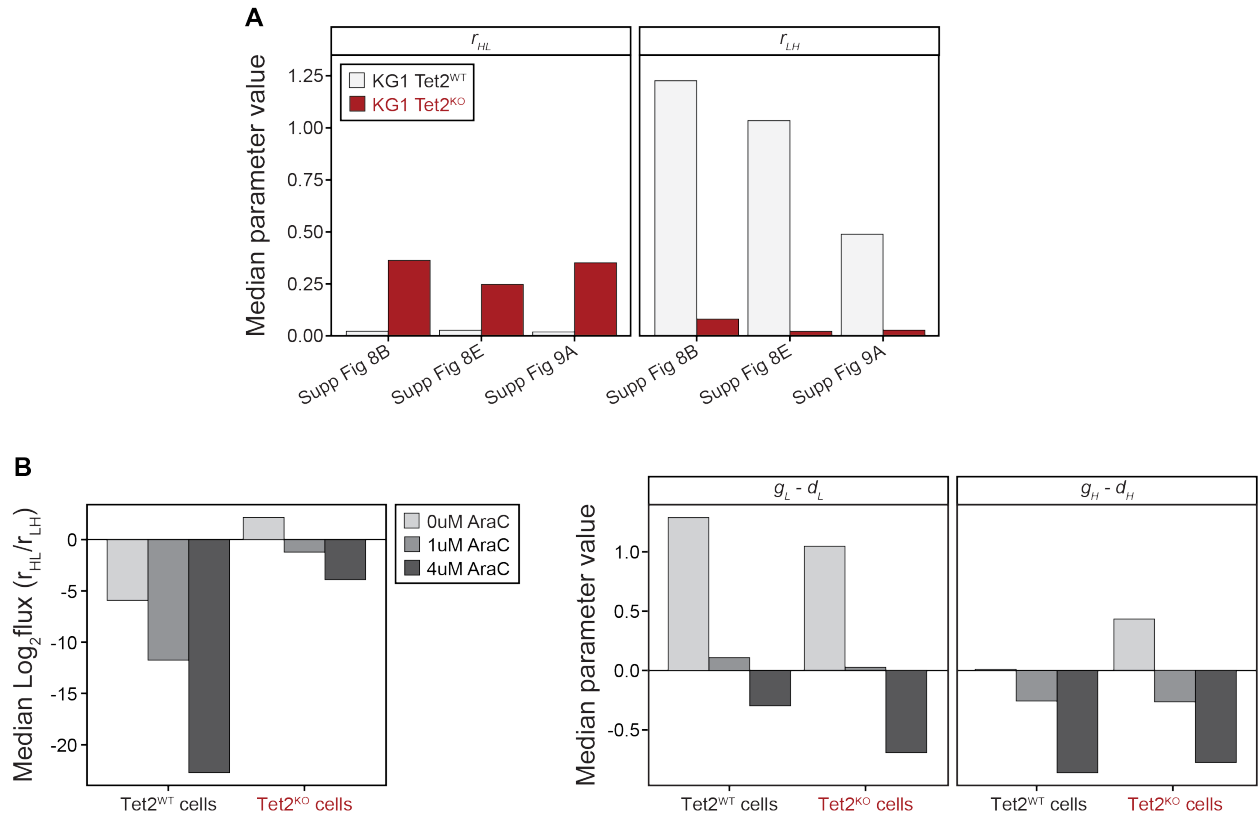 A
r_HL
r_LH
Median parameter value
1.25
1.00
0.75
0.50
0.25
0.00
KG1 Tet2^WT
KG1 Tet2^KO
Supp Fig 8B
Supp Fig 8E
Supp Fig 9A
Supp Fig 8B
Supp Fig 8E
Supp Fig 9A
B
Median Log_2flux (r_HL/r_LH)
0
-5
-10
-15
-20
0uM AraC
1uM AraC
4uM AraC
Tet2^WT cells
Tet2^KO cells
g_L - d_L
g_H - d_H
Median parameter value
1.0
0.5
0.0
-0.5
Tet2^WT cells
Tet2^KO cells
Tet2^WT cells
Tet2^KO cells